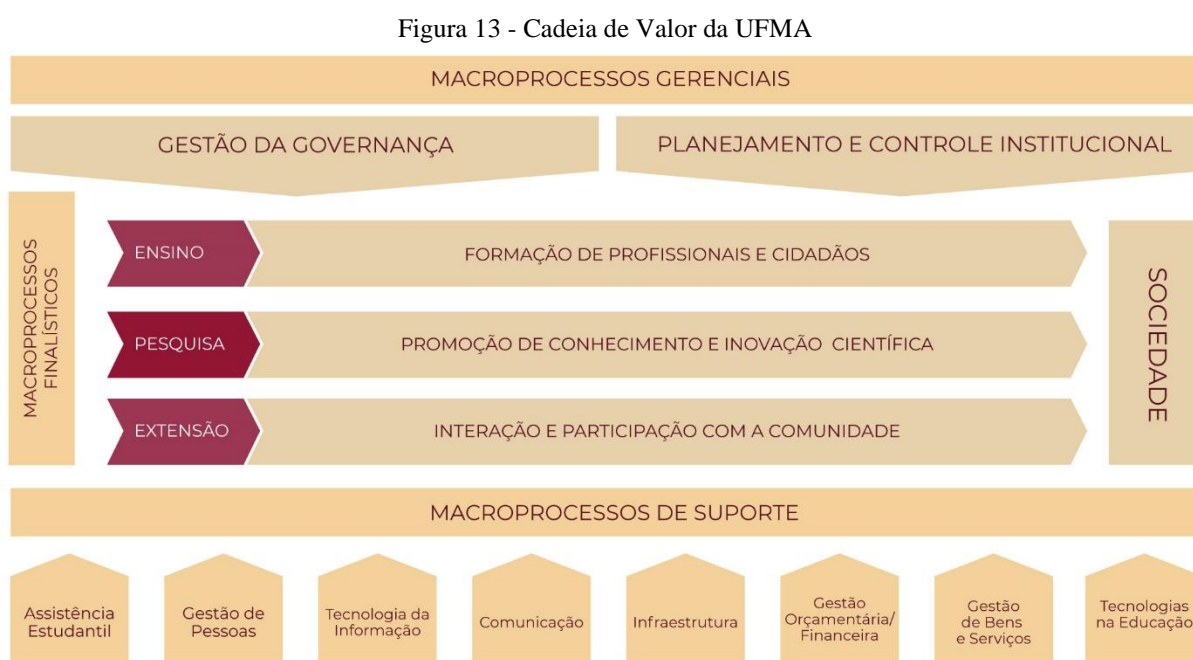 Figura 13 - Cadeia de Valor da UFMA
MACROPROCESSOS GERENCIAIS
GESTÃO DA GOVERNANÇA
PLANEJAMENTO E CONTROLE INSTITUCIONAL
MACROPROCESSOS
FINALÍSTICOS
ENSINO
FORMAÇÃO DE PROFISSIONAIS E CIDADÃOS
PESQUISA
PROMOÇÃO DE CONHECIMENTO E INOVAÇÃO CIENTÍFICA
EXTENSÃO
INTERAÇÃO E PARTICIPAÇÃO COM A COMUNIDADE
SOCIEDADE
MACROPROCESSOS DE SUPORTE
Assistência
Estudantil
Gestão de
Pessoas
Tecnologia da
Informação
Comunicação
Infraestrutura
Gestão
Orçamentária/
Financeira
Gestão
de Bens
e Serviços
Tecnologias
na Educação